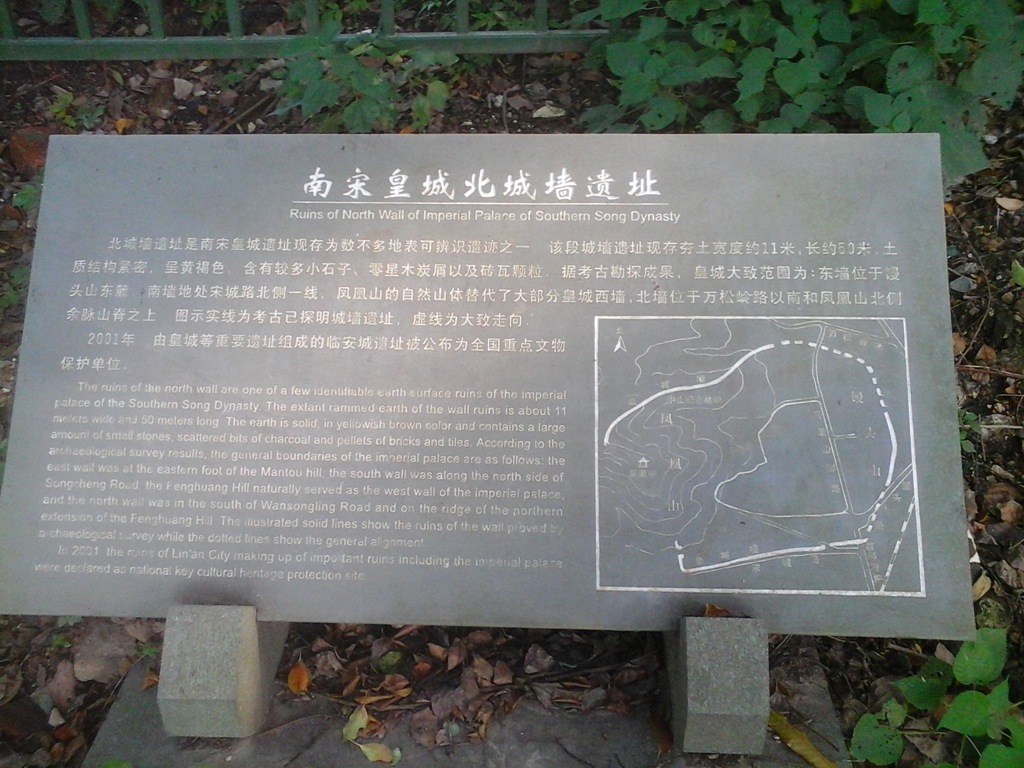 南宋皇城北城墙遗址
Ruins of North Wall of Imperial Palace of Southern Song Dynasty
北城墙遗址是南宋皇城遗址现存为数不多地表可辨识遗迹之一 该段城墙遗址现存夯土宽度约11米,长约50米,土
质结构紧密,呈黄褐色,含有较多小石子、零星木炭屑以及砖瓦颗粒,据考古勘探成果,皇城大致范围为:东墙位于馒
头山东麓,南墙地处宋城路北侧一线,凤凰山的自然山体替代了大部分皇城西墙,北墙位于万松岭路以南和凤凰山北侧
余脉山脊之上 图示实线为考古已探明城墙遗址,虚线为大致走向.
2001年 由皇城等重要遗址组成的临安城遗址被公布为全国重点文物
保护单位.
The ruins of the north wall are one of a few identifiable earth surface ruins of the imperial
palace of the Southern Song Dynasty. The extant rammed earth of the wall ruins is about 11
meters wide and 50 meters long. The earth is solid, in yellowish brown color and contains a large
amount of small stones, scattered bits of charcoal and pellets of bricks and tiles. According to the
archaeological survey results, the general boundaries of the imperial palace are as follows: the
east wall was at the eastern foot of the Mantou hill, the south wall was along the north side of
Songcheng Road, the Fenghuang Hill naturally served as the west wall of the imperial palace,
and the north wall was in the south of Wansongling Road and on the ridge of the northern
extension of the Fenghuang Hill. The illustrated solid lines show the ruins of the wall proved by
archaeological survey while the dotted lines show the general alignment.
In 2001, the ruins of Lin'an City making up of important ruins including the imperial palace
were declared as national key cultural heritage protection site.
北
凤
凰
山
馒
头
山